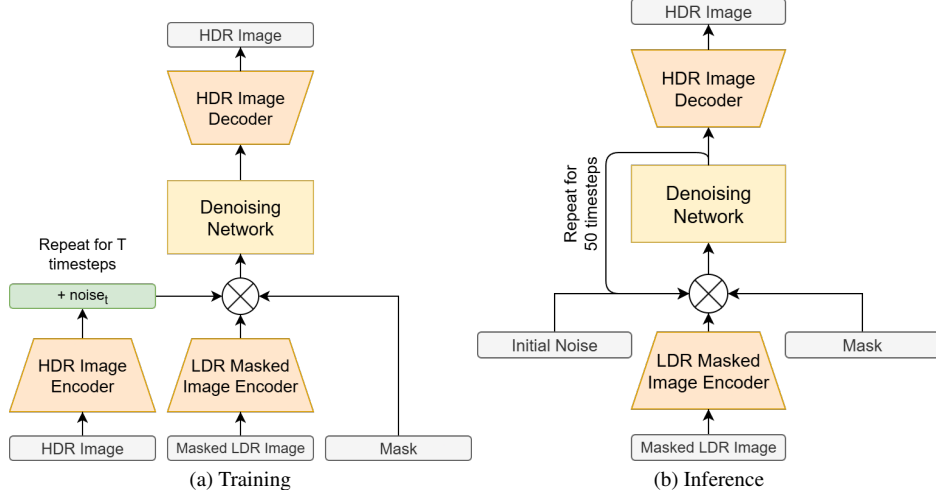 HDR Image
HDR Image
Decoder
Denoising
Network
Repeat for T
timesteps
+ noiseₜ
HDR Image
Encoder
LDR Masked
Image Encoder
HDR Image
Masked LDR Image
Mask
(a) Training
HDR Image
HDR Image
Decoder
Repeat for
50 timesteps
Denoising
Network
Initial Noise
Mask
LDR Masked
Image Encoder
Masked LDR Image
(b) Inference